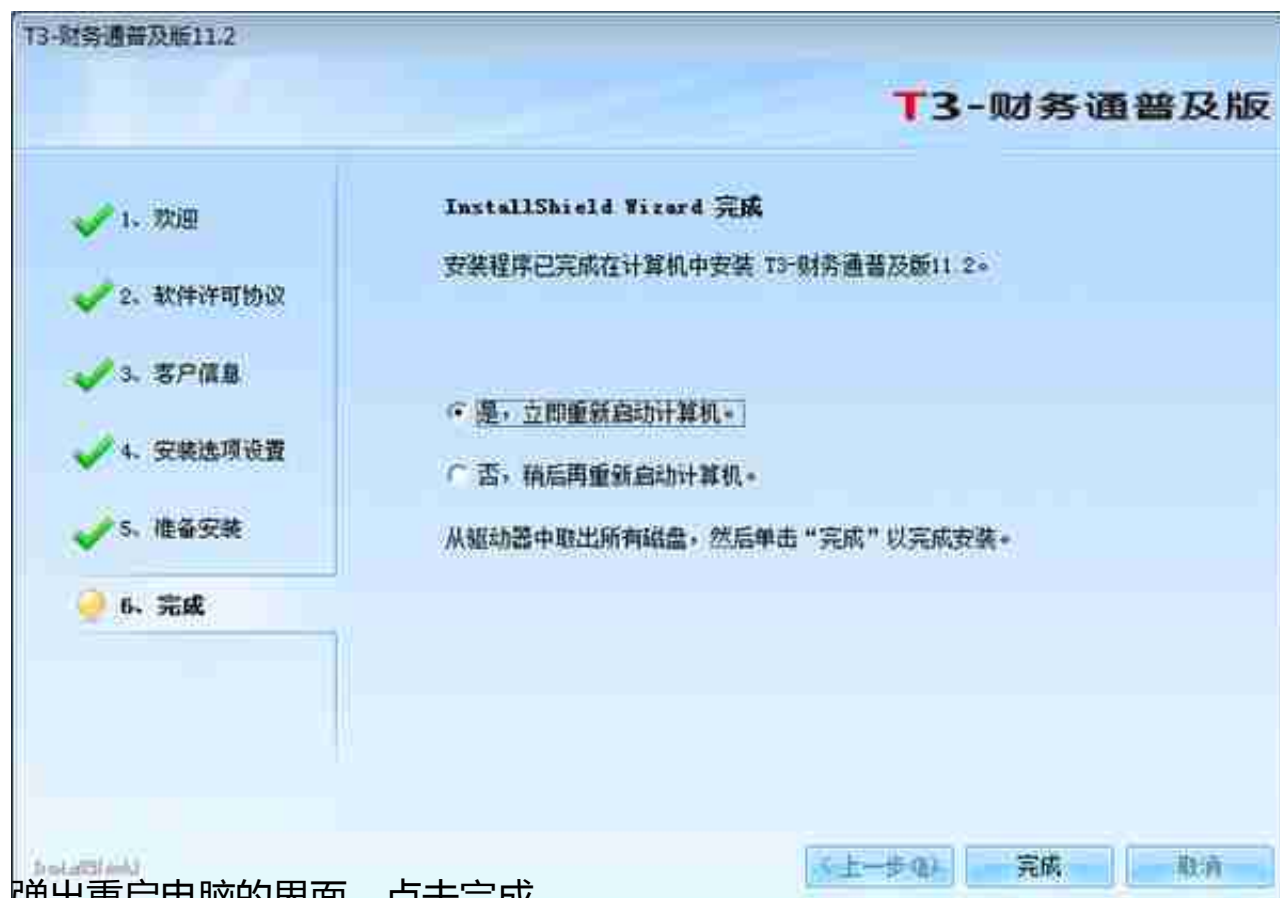 T3-财务通普及版11.2
T3-财务通普及版
1、欢迎
2、软件许可协议
3、客户信息
4、安装选项设置
5、准备安装
6、完成
InstallShield Wizard 完成
安装程序已完成在计算机中安装 T3-财务通普及版11.2。
是，立即重新启动计算机。
否，稍后再重新启动计算机。
从驱动器中取出所有磁盘，然后单击“完成”以完成安装。
InstallShield
<上一步(B) 完成 取消
弹出重启电脑的界面，点击完成